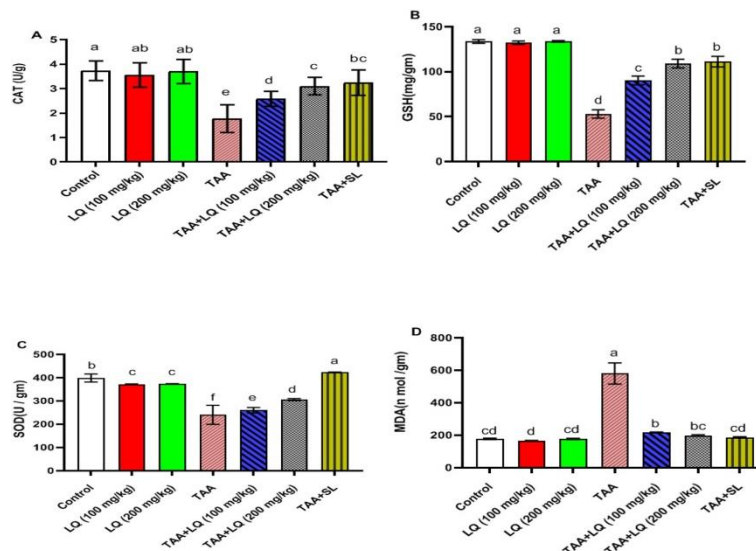 A
CAT (U/g)
5
4
3
2
1
0
a
ab
ab
e
d
c
bc
Control
LQ (100 mg/kg)
LQ (200 mg/kg)
TAA
TAA+LQ (100 mg/kg)
TAA+LQ (200 mg/kg)
TAA+SL
B
GSH(mg/gm)
150
100
50
0
a
a
a
d
c
b
b
Control
LQ (100 mg/kg)
LQ (200 mg/kg)
TAA
TAA+LQ (100 mg/kg)
TAA+LQ (200 mg/kg)
TAA+SL
C
SOD(U / gm)
500
400
300
200
100
0
b
c
c
f
e
d
a
Control
LQ (100 mg/kg)
LQ (200 mg/kg)
TAA
TAA+LQ (100 mg/kg)
TAA+LQ (200 mg/kg)
TAA+SL
D
MDA(n mol /gm)
800
600
400
200
0
cd
d
cd
a
b
bc
cd
Control
LQ (100 mg/kg)
LQ (200 mg/kg)
TAA
TAA+LQ (100 mg/kg)
TAA+LQ (200 mg/kg)
TAA+SL